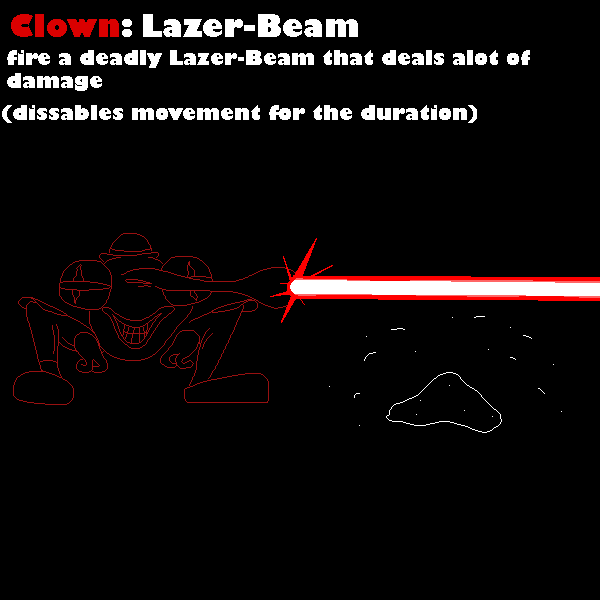 Clown: Lazer-Beam
fire a deadly Lazer-Beam that deals alot of
damage
(dissables movement for the duration)